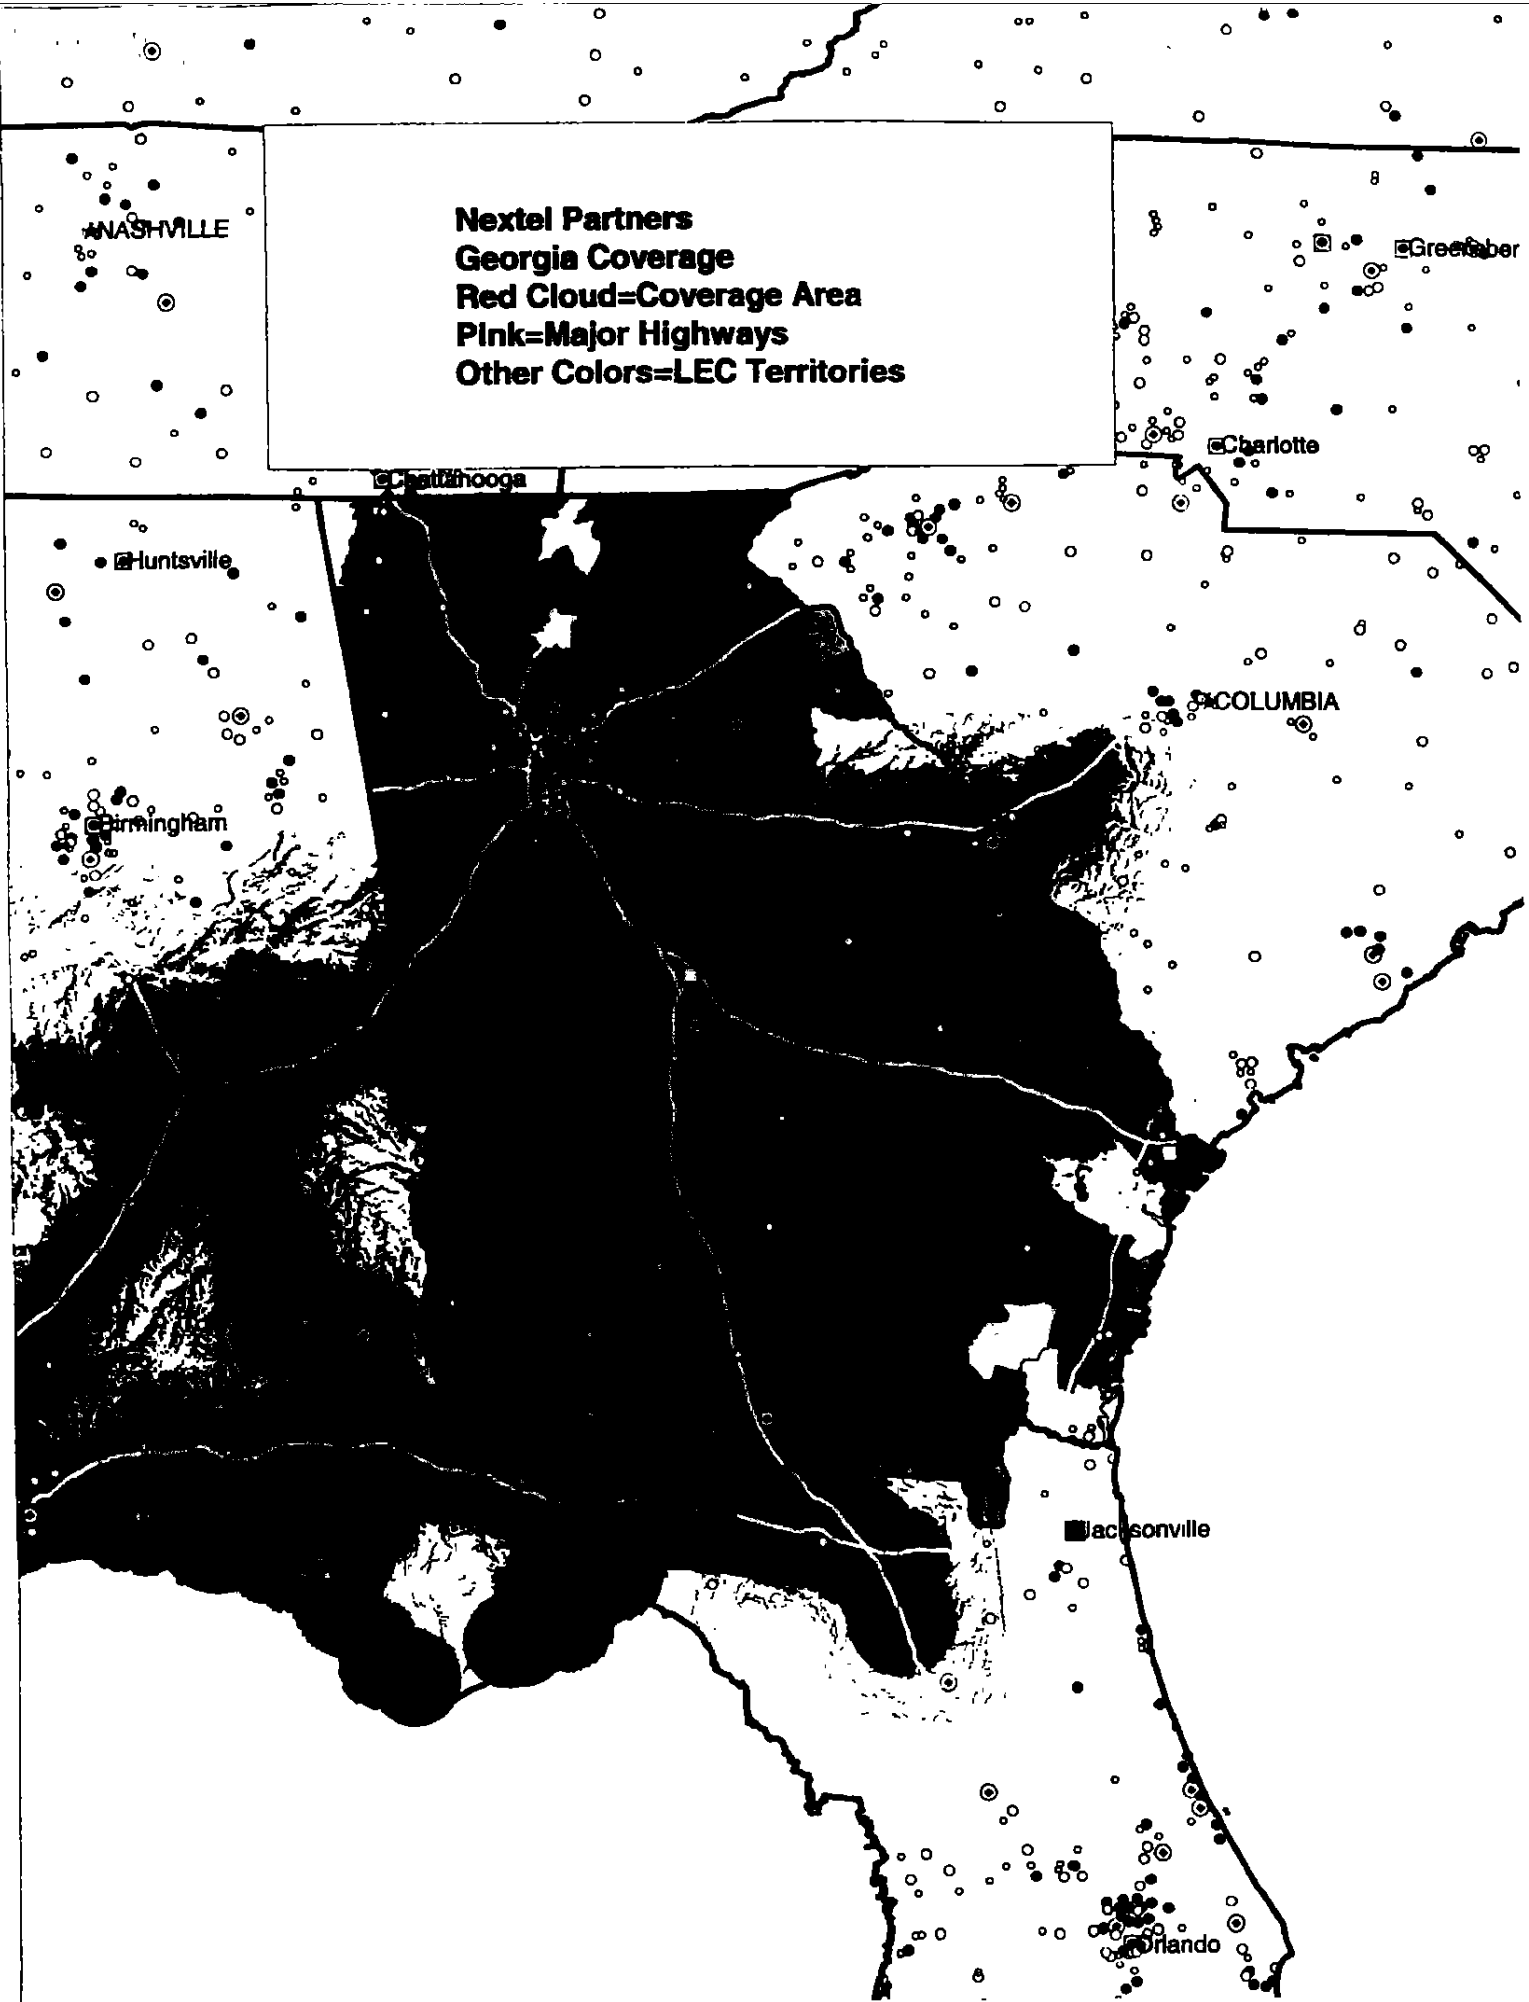 Nextel Partners
Georgia Coverage
Red Cloud=Coverage Area
Pink=Major Highways
Other Colors=LEC Territories
NASHVILLE
Charlotte
Chattanooga
Huntsville
COLUMBIA
Birmingham
Jacksonville
Orlando